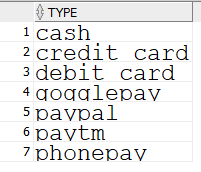 TYPE
1 cash
2 credit card
3 debit card
4 gogglepay
5 paypal
6 paytm
7 phonepay